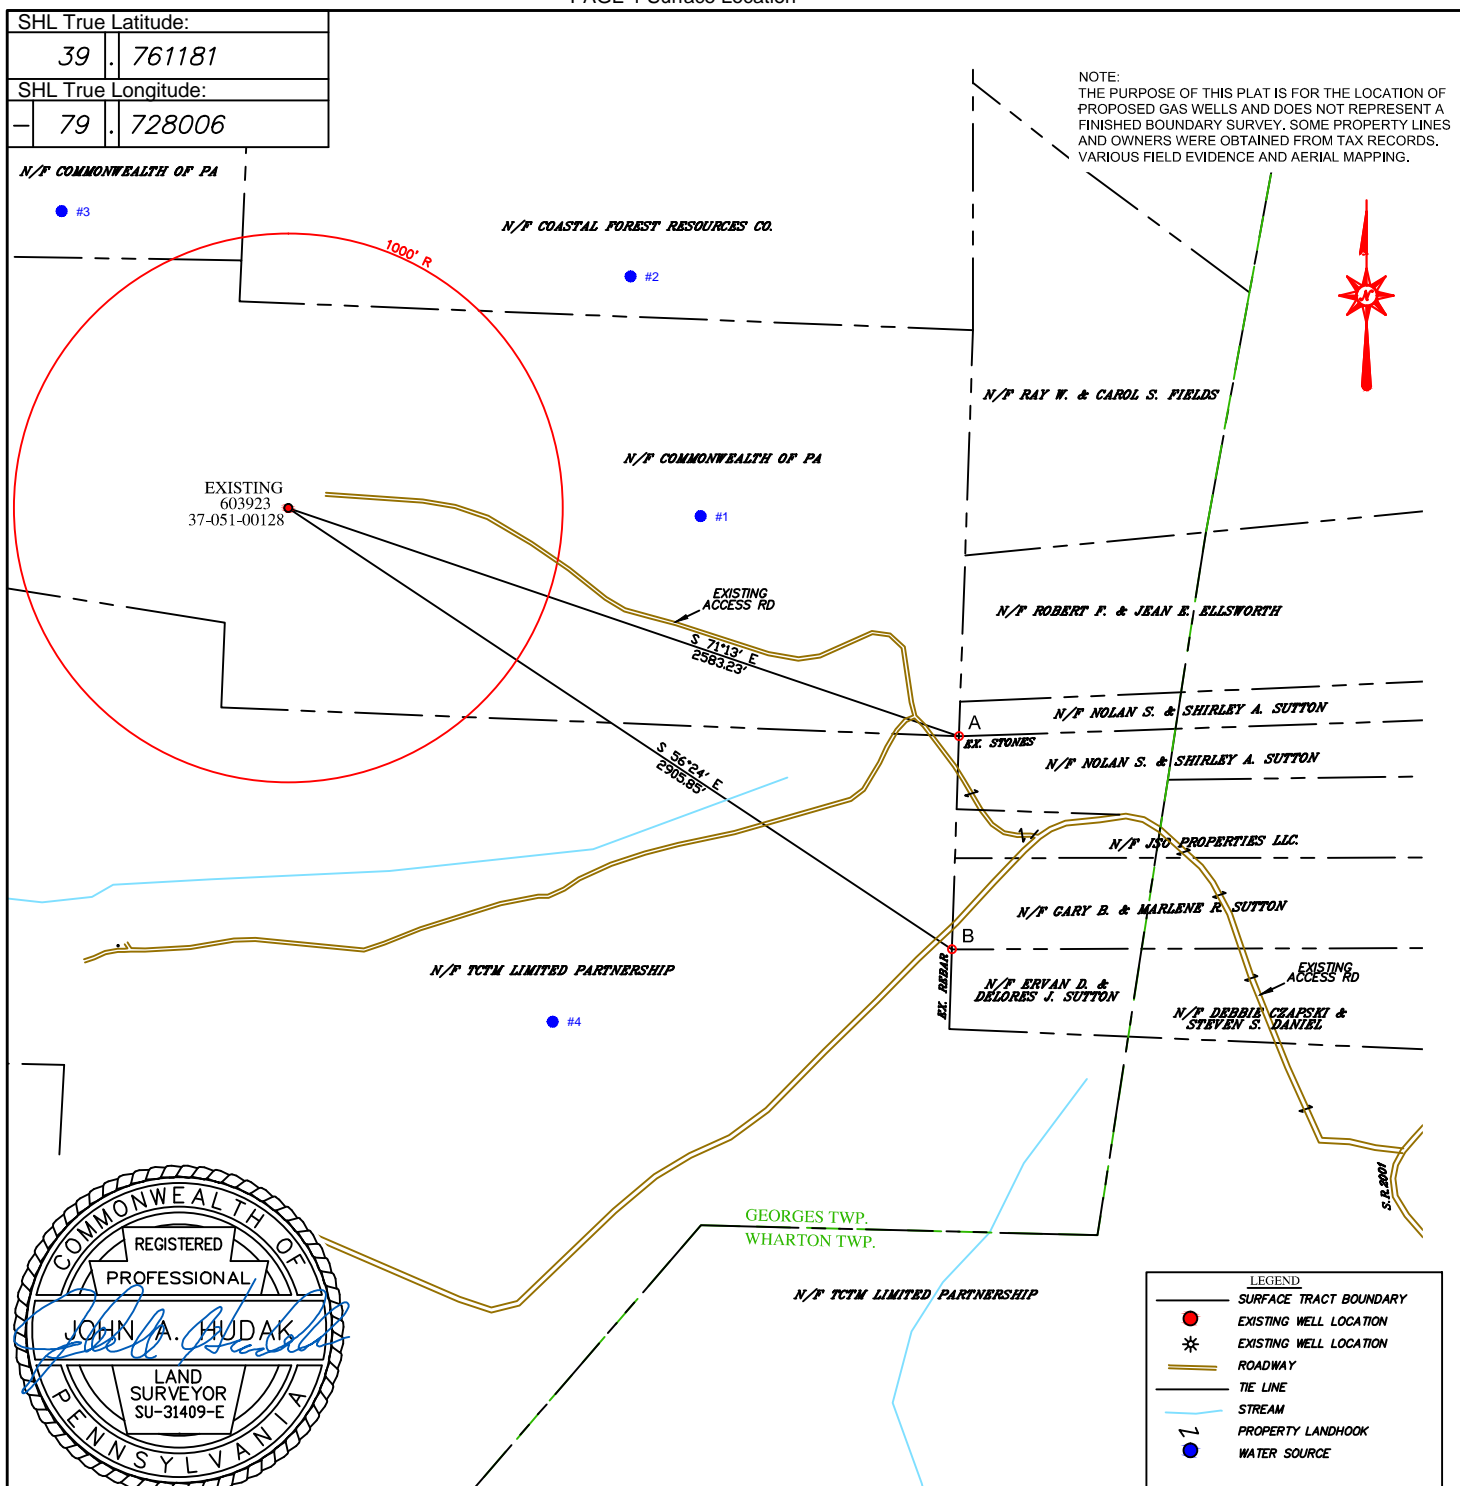 SHL True Latitude:
39 . 761181
SHL True Longitude:
– 79 . 728006
NOTE:
THE PURPOSE OF THIS PLAT IS FOR THE LOCATION OF
PROPOSED GAS WELLS AND DOES NOT REPRESENT A
FINISHED BOUNDARY SURVEY. SOME PROPERTY LINES
AND OWNERS WERE OBTAINED FROM TAX RECORDS.
VARIOUS FIELD EVIDENCE AND AERIAL MAPPING.
N/F COMMONWEALTH OF PA
#3
N/F COASTAL FOREST RESOURCES CO.
1000' R
#2
N
N/F RAY W. & CAROL S. FIELDS
N/F COMMONWEALTH OF PA
EXISTING
603923
37-051-00128
#1
EXISTING
ACCESS RD
N/F ROBERT F. & JEAN E. ELLSWORTH
S 71°13' E
2583.23'
N/F NOLAN S. & SHIRLEY A. SUTTON
A
EX. STONES
N/F NOLAN S. & SHIRLEY A. SUTTON
S 56°24' E
2905.85'
N/F JSO PROPERTIES LLC.
N/F GARY B. & MARLENE R. SUTTON
B
EX. REBAR
N/F TCTM LIMITED PARTNERSHIP
N/F ERVAN D. &
DELORES J. SUTTON
EXISTING
ACCESS RD
#4
N/F DEBBIE CZAPSKI &
STEVEN S. DANIEL
S.R.2001
GEORGES TWP.
WHARTON TWP.
N/F TCTM LIMITED PARTNERSHIP
COMMONWEALTH OF
REGISTERED
PROFESSIONAL
JOHN A. HUDAK
LAND
SURVEYOR
SU-31409-E
PENNSYLVANIA
LEGEND
SURFACE TRACT BOUNDARY
EXISTING WELL LOCATION
EXISTING WELL LOCATION
ROADWAY
TIE LINE
STREAM
PROPERTY LANDHOOK
WATER SOURCE